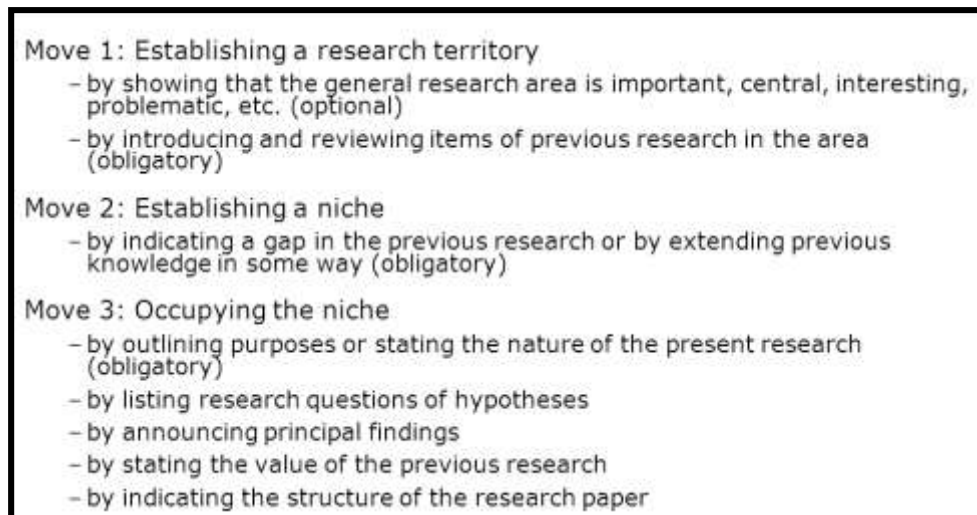 Move 1: Establishing a research territory
– by showing that the general research area is important, central, interesting,
problematic, etc. (optional)
– by introducing and reviewing items of previous research in the area
(obligatory)
Move 2: Establishing a niche
– by indicating a gap in the previous research or by extending previous
knowledge in some way (obligatory)
Move 3: Occupying the niche
– by outlining purposes or stating the nature of the present research
(obligatory)
– by listing research questions of hypotheses
– by announcing principal findings
– by stating the value of the previous research
– by indicating the structure of the research paper